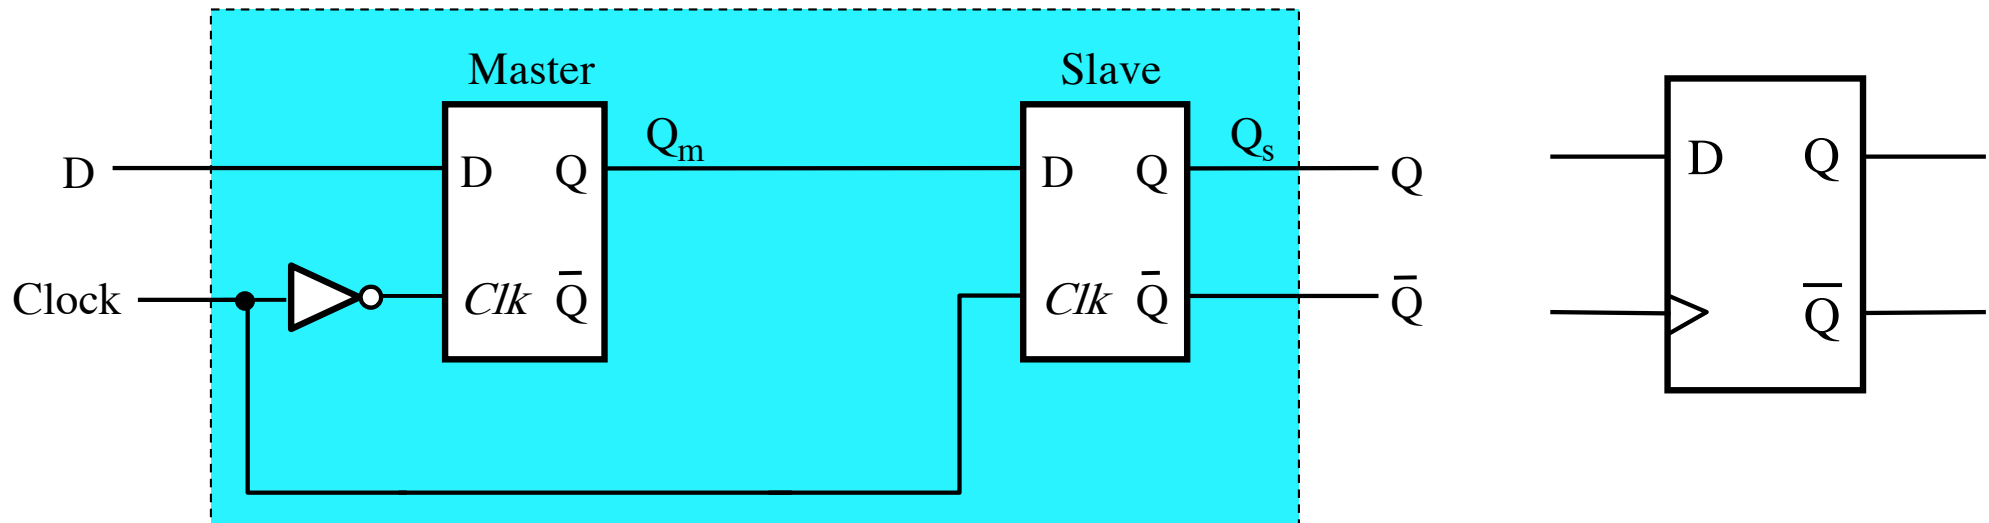 Master Slave
Qm Qs
D D Q D Q Q D Q
Clock Clk Q̅ Clk Q̅ Q̅ Q̅